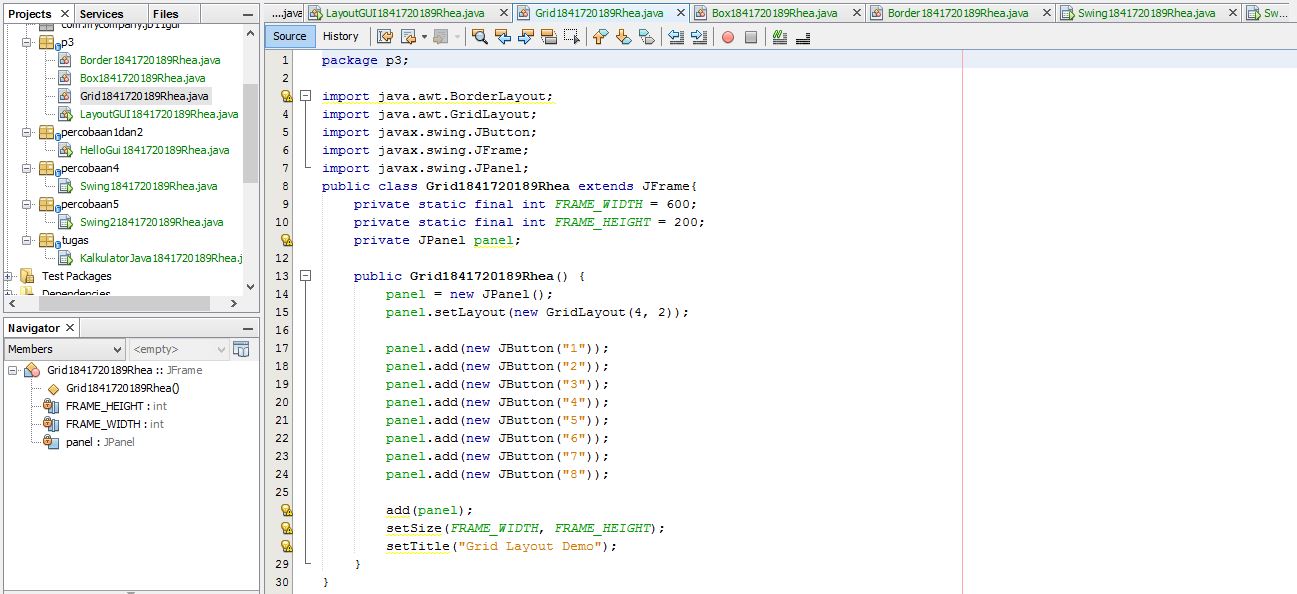 Projects Services Files
com.mycompany.jb11gui
p3
Border1841720189Rhea.java
Box1841720189Rhea.java
Grid1841720189Rhea.java
LayoutGUI1841720189Rhea.java
percobaan1dan2
HelloGui1841720189Rhea.java
percobaan4
Swing1841720189Rhea.java
percobaan5
Swing21841720189Rhea.java
tugas
KalkulatorJava1841720189Rhea.j
Test Packages
Dependencies
Navigator
Members <empty>
Grid1841720189Rhea :: JFrame
Grid1841720189Rhea()
FRAME_HEIGHT : int
FRAME_WIDTH : int
panel : JPanel
....java LayoutGUI1841720189Rhea.java Grid1841720189Rhea.java Box1841720189Rhea.java Border1841720189Rhea.java Swing1841720189Rhea.java Sw...
Source History
1 package p3;
2
import java.awt.BorderLayout;
4 import java.awt.GridLayout;
5 import javax.swing.JButton;
6 import javax.swing.JFrame;
7 import javax.swing.JPanel;
8 public class Grid1841720189Rhea extends JFrame{
9 private static final int FRAME_WIDTH = 600;
10 private static final int FRAME_HEIGHT = 200;
private JPanel panel;
12
13 public Grid1841720189Rhea() {
14 panel = new JPanel();
15 panel.setLayout(new GridLayout(4, 2));
16
17 panel.add(new JButton("1"));
18 panel.add(new JButton("2"));
19 panel.add(new JButton("3"));
20 panel.add(new JButton("4"));
21 panel.add(new JButton("5"));
22 panel.add(new JButton("6"));
23 panel.add(new JButton("7"));
24 panel.add(new JButton("8"));
25
add(panel);
setSize(FRAME_WIDTH, FRAME_HEIGHT);
setTitle("Grid Layout Demo");
29 }
30 }